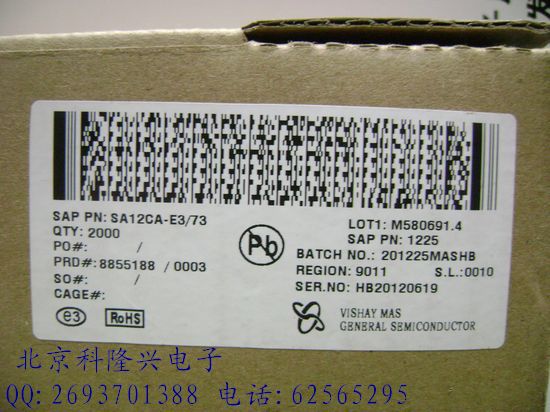 SAP PN: SA12CA-E3/73
QTY: 2000
PO#: /
PRD#: 8855188 / 0003
SO#: /
CAGE#:
e3
RoHS
Pb
LOT1: M580691.4
SAP PN: 1225
BATCH NO.: 201225MASHB
REGION: 9011 S.L.:0010
SER.NO: HB20120619
VISHAY MAS
GENERAL SEMICONDUCTOR
北京科隆兴电子
QQ: 2693701388 电话: 62565295